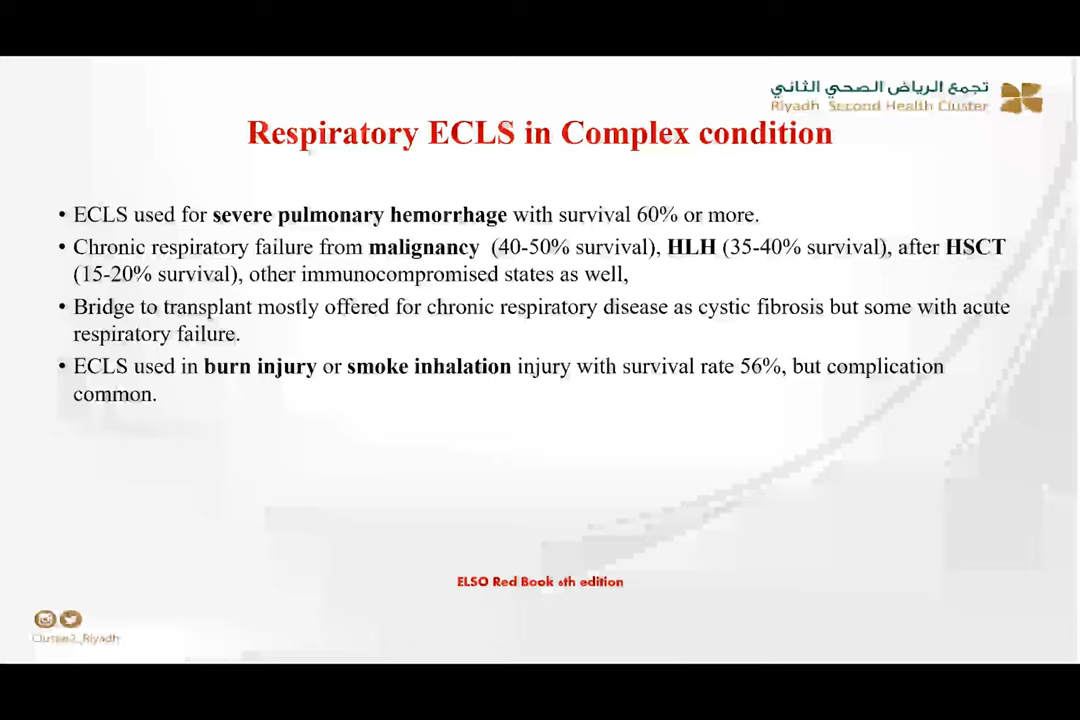 تجمع الرياض الصحي الثاني
Riyadh Second Health Cluster
Respiratory ECLS in Complex condition
• ECLS used for severe pulmonary hemorrhage with survival 60% or more.
• Chronic respiratory failure from malignancy (40-50% survival), HLH (35-40% survival), after HSCT
(15-20% survival), other immunocompromised states as well,
• Bridge to transplant mostly offered for chronic respiratory disease as cystic fibrosis but some with acute
respiratory failure.
• ECLS used in burn injury or smoke inhalation injury with survival rate 56%, but complication
common.
ELSO Red Book 6th edition
Cluster2_Riyadh